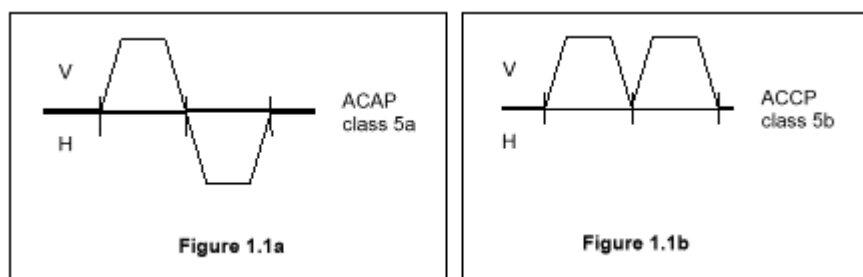 V
ACAP
class 5a
H
Figure 1.1a
V
ACCP
class 5b
H
Figure 1.1b